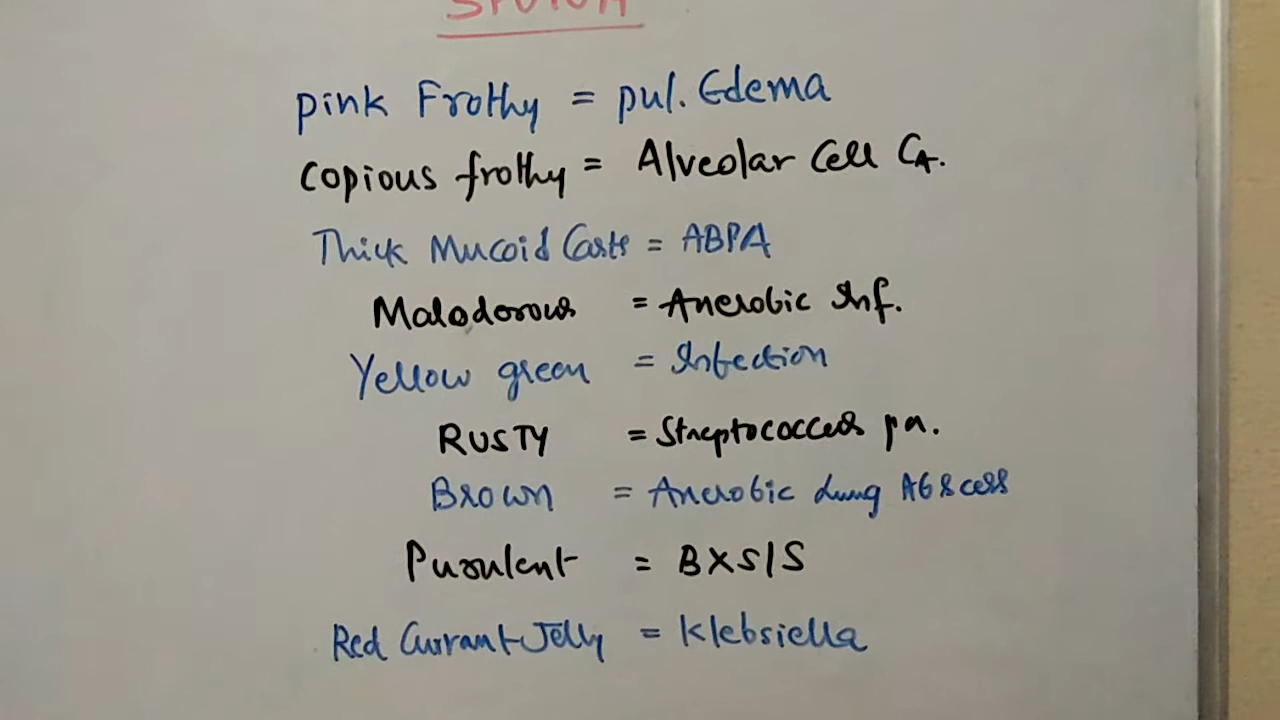 SPUTUM
pink Frothy = pul. Edema
Copious frothy = Alveolar Cell CA.
Thick Mucoid Casts = ABPA
Malodorous = Anerobic Inf.
Yellow green = Infection
RUSTY = Streptococcus pn.
Brown = Anerobic Lung Abscess
Purulent = BXSIS
Red Currant Jelly = Klebsiella